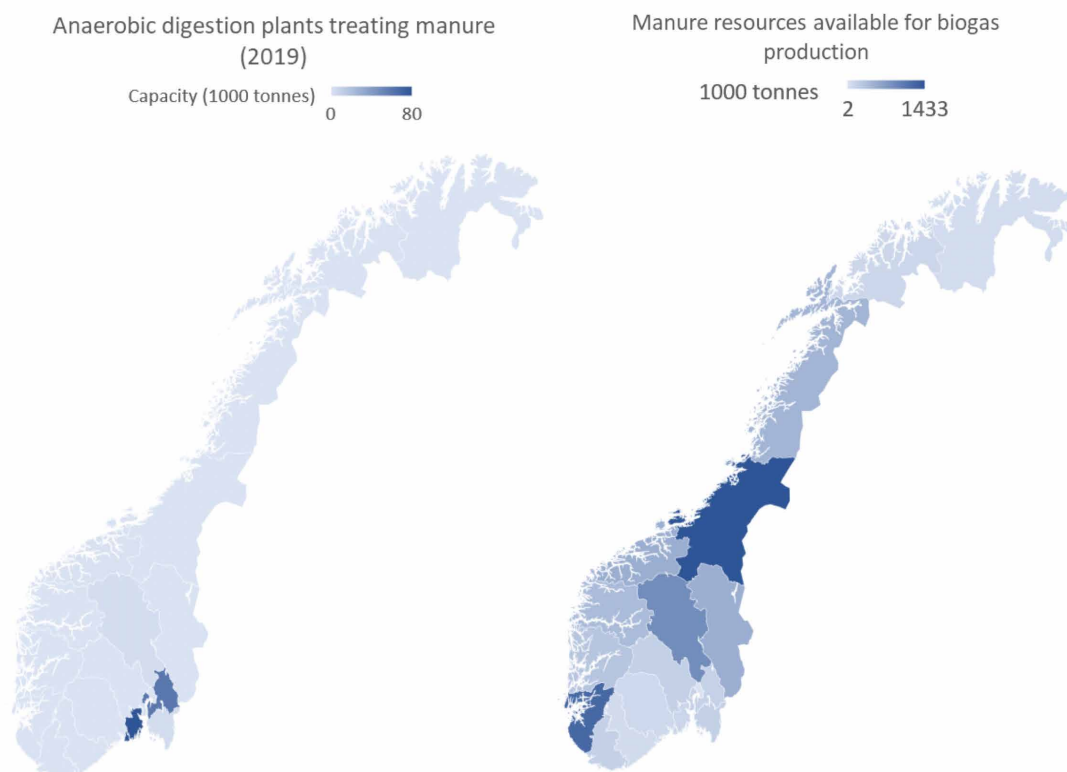 Anaerobic digestion plants treating manure
(2019)
Capacity (1000 tonnes)
0 80
Manure resources available for biogas
production
1000 tonnes
2 1433